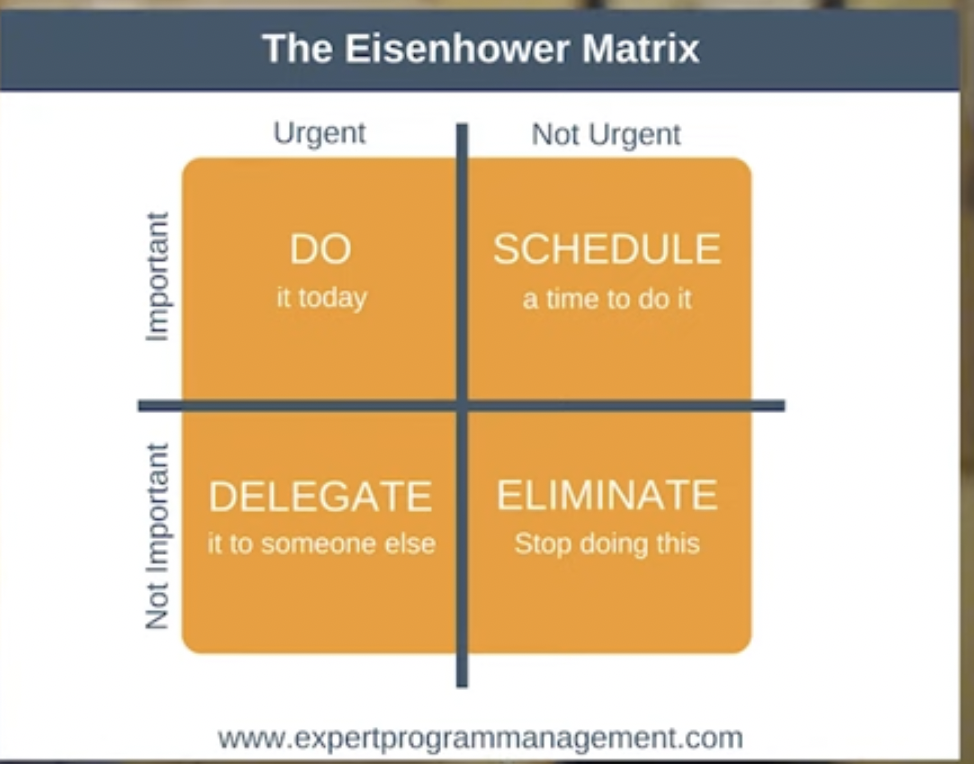 The Eisenhower Matrix
Urgent
Not Urgent
Important
DO
it today
SCHEDULE
a time to do it
Not Important
DELEGATE
it to someone else
ELIMINATE
Stop doing this
www.expertprogrammanagement.com